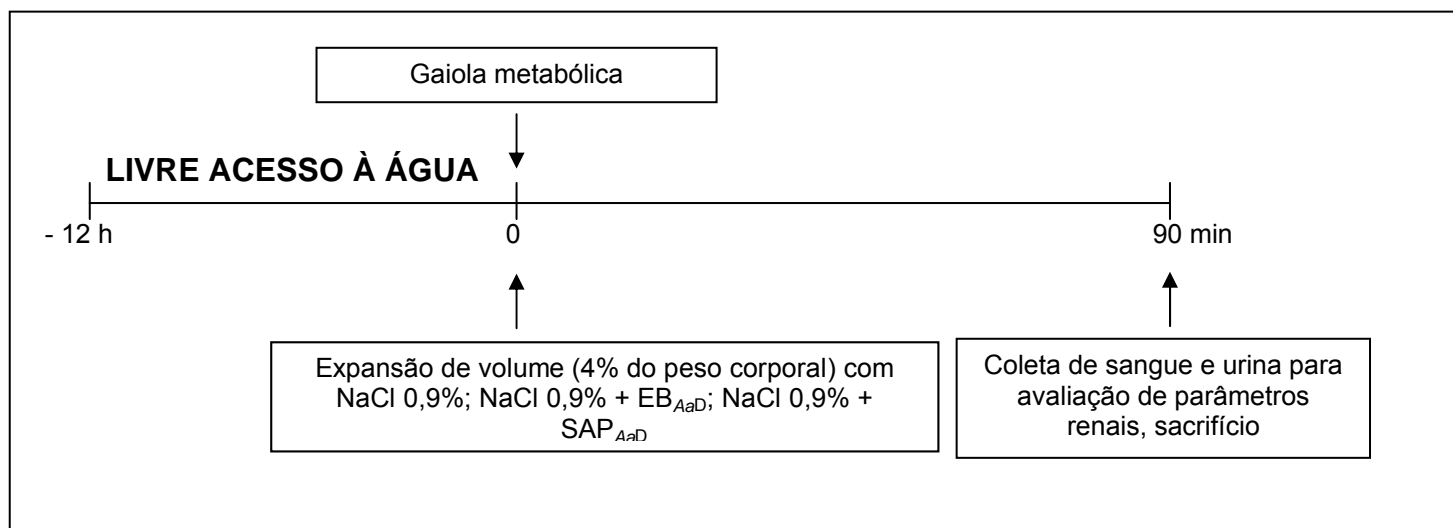 Gaiola metabólica
LIVRE ACESSO À ÁGUA
- 12 h
0
90 min
Expansão de volume (4% do peso corporal) com
NaCl 0,9%; NaCl 0,9% + EBAaD; NaCl 0,9% +
SAPAaD
Coleta de sangue e urina para
avaliação de parâmetros
renais, sacrifício